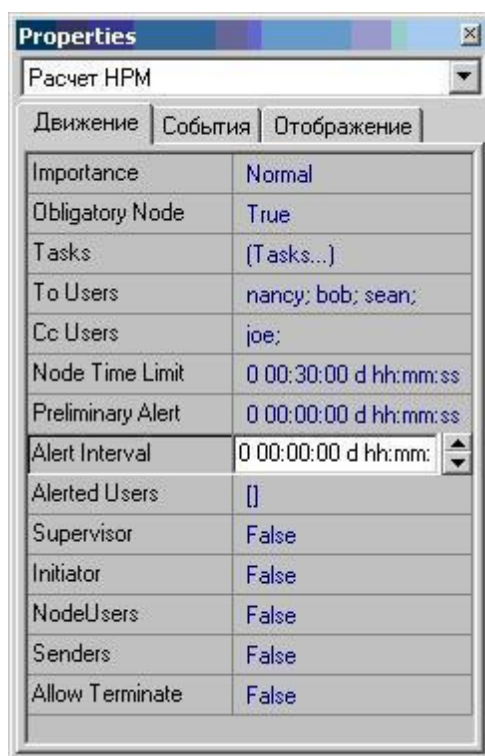 Properties
Расчет НРМ
Движение События Отображение
Importance Normal
Obligatory Node True
Tasks (Tasks...)
To Users nancy; bob; sean;
Cc Users joe;
Node Time Limit 0 00:30:00 d hh:mm:ss
Preliminary Alert 0 00:00:00 d hh:mm:ss
Alert Interval 0 00:00:00 d hh:mm:
Alerted Users []
Supervisor False
Initiator False
NodeUsers False
Senders False
Allow Terminate False